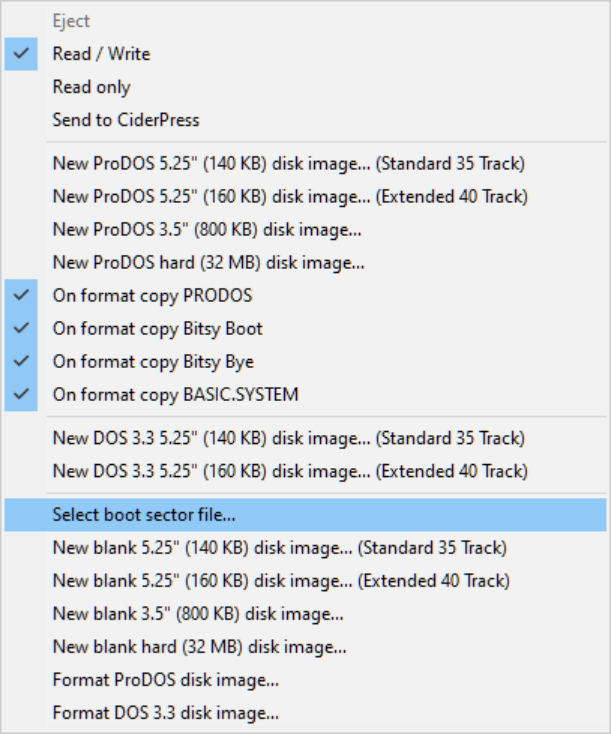 Eject
Read / Write
Read only
Send to CiderPress
New ProDOS 5.25" (140 KB) disk image... (Standard 35 Track)
New ProDOS 5.25" (160 KB) disk image... (Extended 40 Track)
New ProDOS 3.5" (800 KB) disk image...
New ProDOS hard (32 MB) disk image...
On format copy PRODOS
On format copy Bitsy Boot
On format copy Bitsy Bye
On format copy BASIC.SYSTEM
New DOS 3.3 5.25" (140 KB) disk image... (Standard 35 Track)
New DOS 3.3 5.25" (160 KB) disk image... (Extended 40 Track)
Select boot sector file...
New blank 5.25" (140 KB) disk image... (Standard 35 Track)
New blank 5.25" (160 KB) disk image... (Extended 40 Track)
New blank 3.5" (800 KB) disk image...
New blank hard (32 MB) disk image...
Format ProDOS disk image...
Format DOS 3.3 disk image...